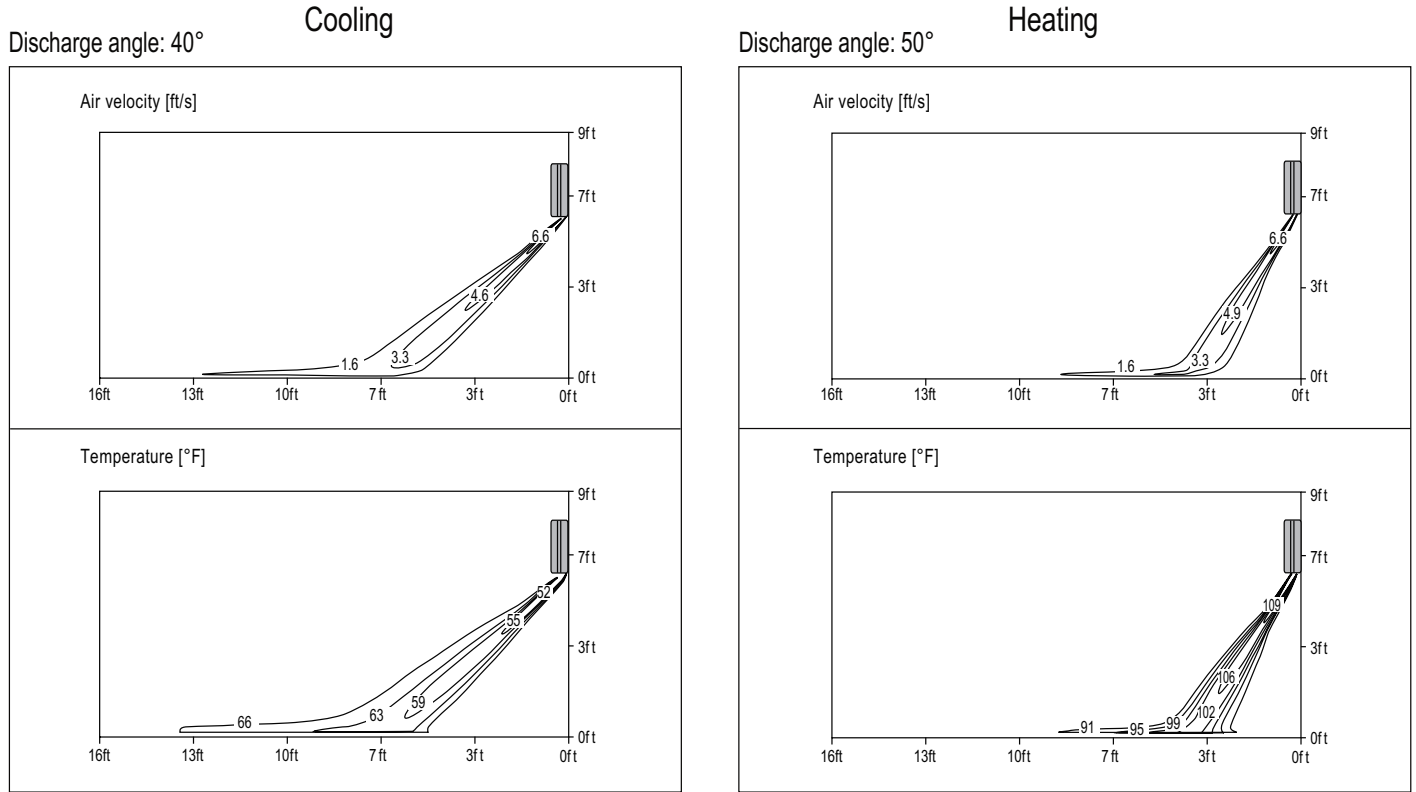 Cooling
Discharge angle: 40°
Air velocity [ft/s]
9ft
7ft
6.6
4.6
3ft
3.3
1.6
0ft
16ft 13ft 10ft 7ft 3ft 0ft
Temperature [°F]
9ft
7ft
52
55
3ft
59
63
66
0ft
16ft 13ft 10ft 7ft 3ft 0ft
Heating
Discharge angle: 50°
Air velocity [ft/s]
9ft
7ft
6.6
3ft
4.9
3.3
1.6
0ft
16ft 13ft 10ft 7ft 3ft 0ft
Temperature [°F]
9ft
7ft
109
3ft
106
102
99
95
91
0ft
16ft 13ft 10ft 7ft 3ft 0ft